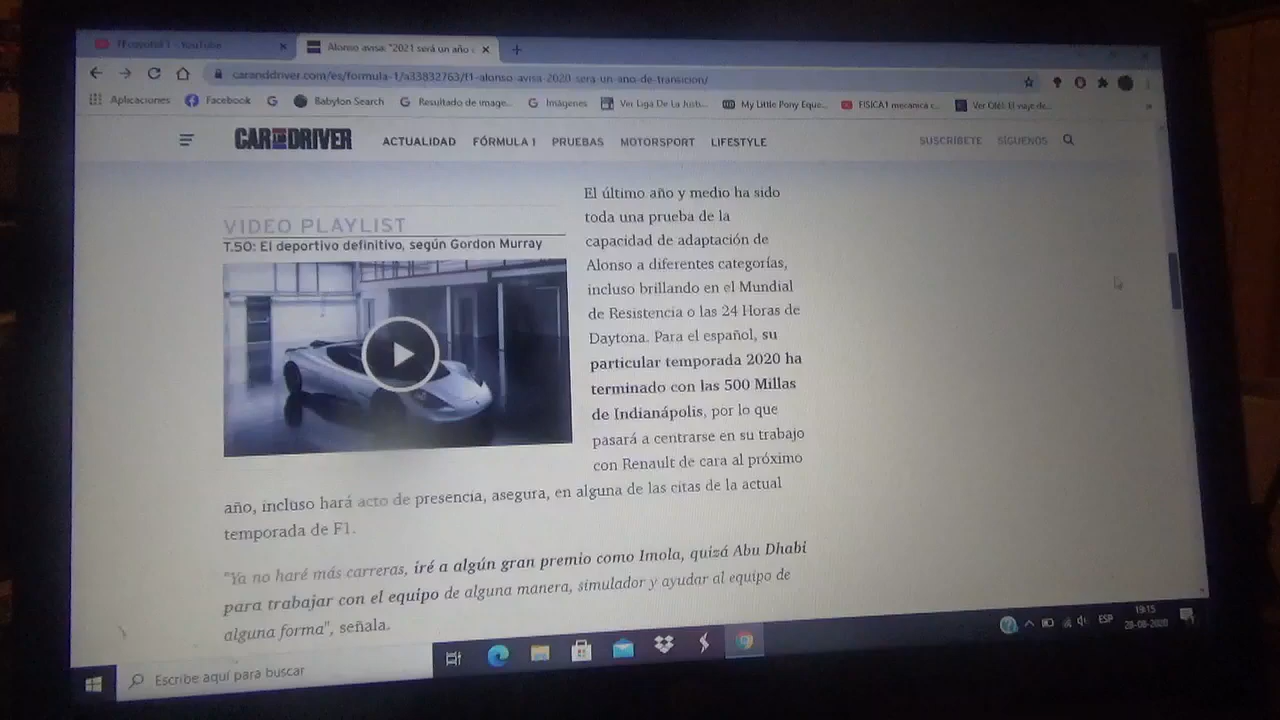 Alonso avisa: "2021 será un año
caranddriver.com/es/formula-1/a33832763/f1-alonso-avisa-2020-sera-un-ano-de-transicion/
Aplicaciones Facebook Babylon Search Resultado de image... Imágenes Ver Liga De La Justi... My Little Pony Eque... FISICA1 mecanica c...
CAR AND DRIVER ACTUALIDAD FÓRMULA 1 PRUEBAS MOTORSPORT LIFESTYLE SUSCRÍBETE SÍGUENOS
VIDEO PLAYLIST
T.50: El deportivo definitivo, según Gordon Murray
El último año y medio ha sido
toda una prueba de la
capacidad de adaptación de
Alonso a diferentes categorías,
incluso brillando en el Mundial
de Resistencia o las 24 Horas de
Daytona. Para el español, su
particular temporada 2020 ha
terminado con las 500 Millas
de Indianápolis, por lo que
pasará a centrarse en su trabajo
con Renault de cara al próximo
año, incluso hará acto de presencia, asegura, en alguna de las citas de la actual
temporada de F1.
"Ya no haré más carreras, iré a algún gran premio como Imola, quizá Abu Dhabi
para trabajar con el equipo de alguna manera, simulador y ayudar al equipo de
alguna forma", señala.
Escribe aquí para buscar
ESP
19:15
28-08-2020